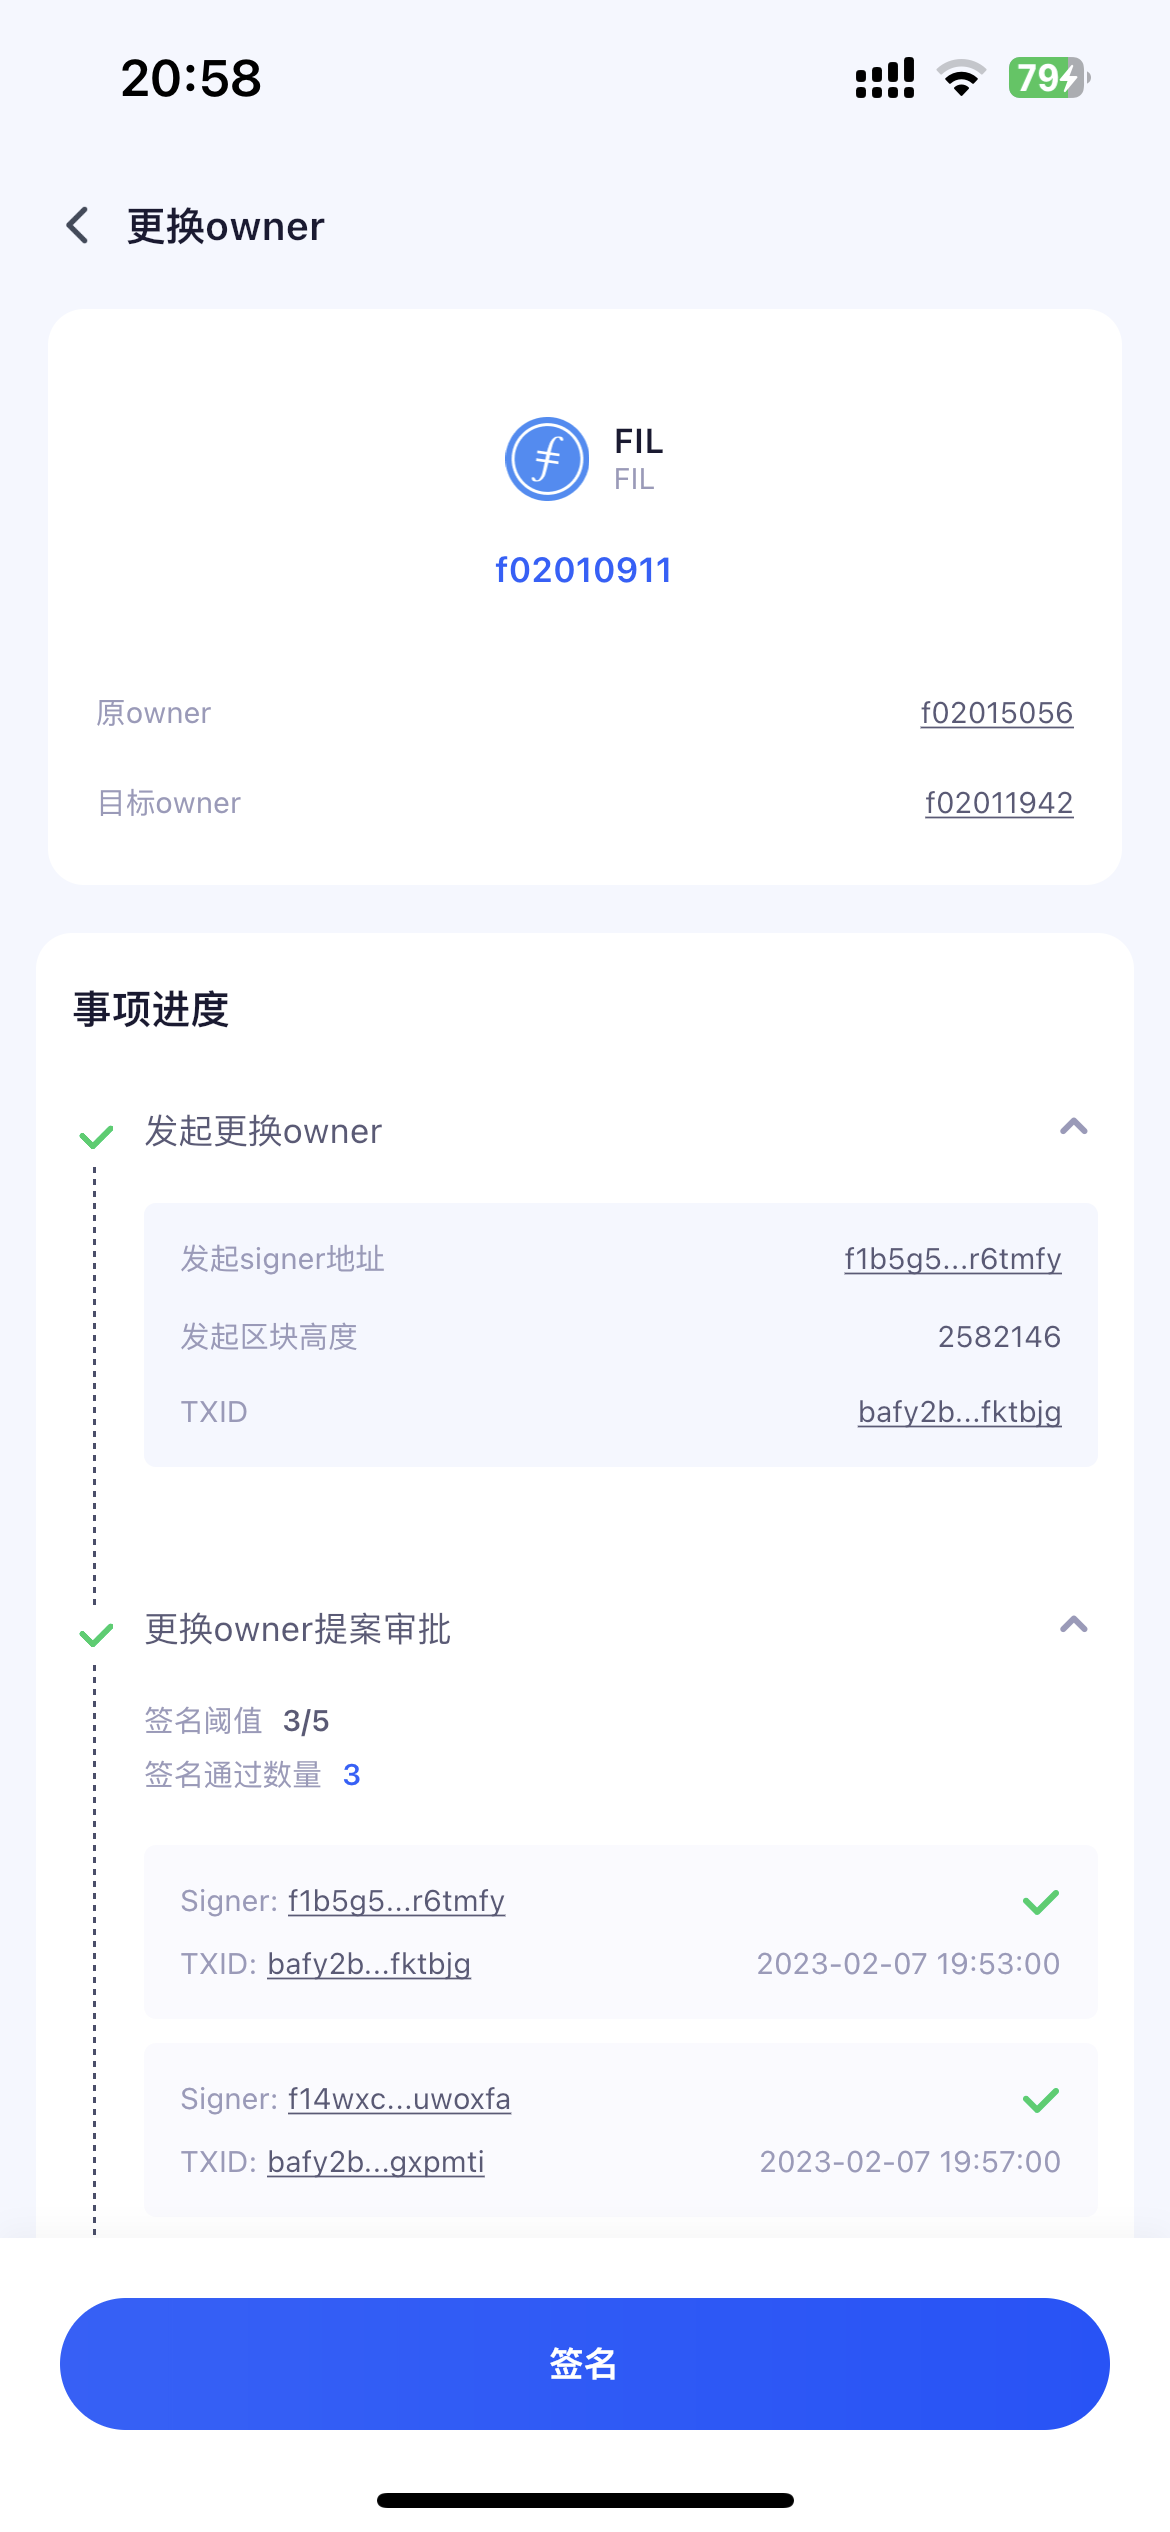 20:58
79
更换owner
FIL
FIL
f02010911
原owner f02015056
目标owner f02011942
事项进度
发起更换owner
发起signer地址 f1b5g5...r6tmfy
发起区块高度 2582146
TXID bafy2b...fktbjg
更换owner提案审批
签名阈值 3/5
签名通过数量 3
Signer: f1b5g5...r6tmfy
TXID: bafy2b...fktbjg 2023-02-07 19:53:00
Signer: f14wxc...uwoxfa
TXID: bafy2b...gxpmti 2023-02-07 19:57:00
签名